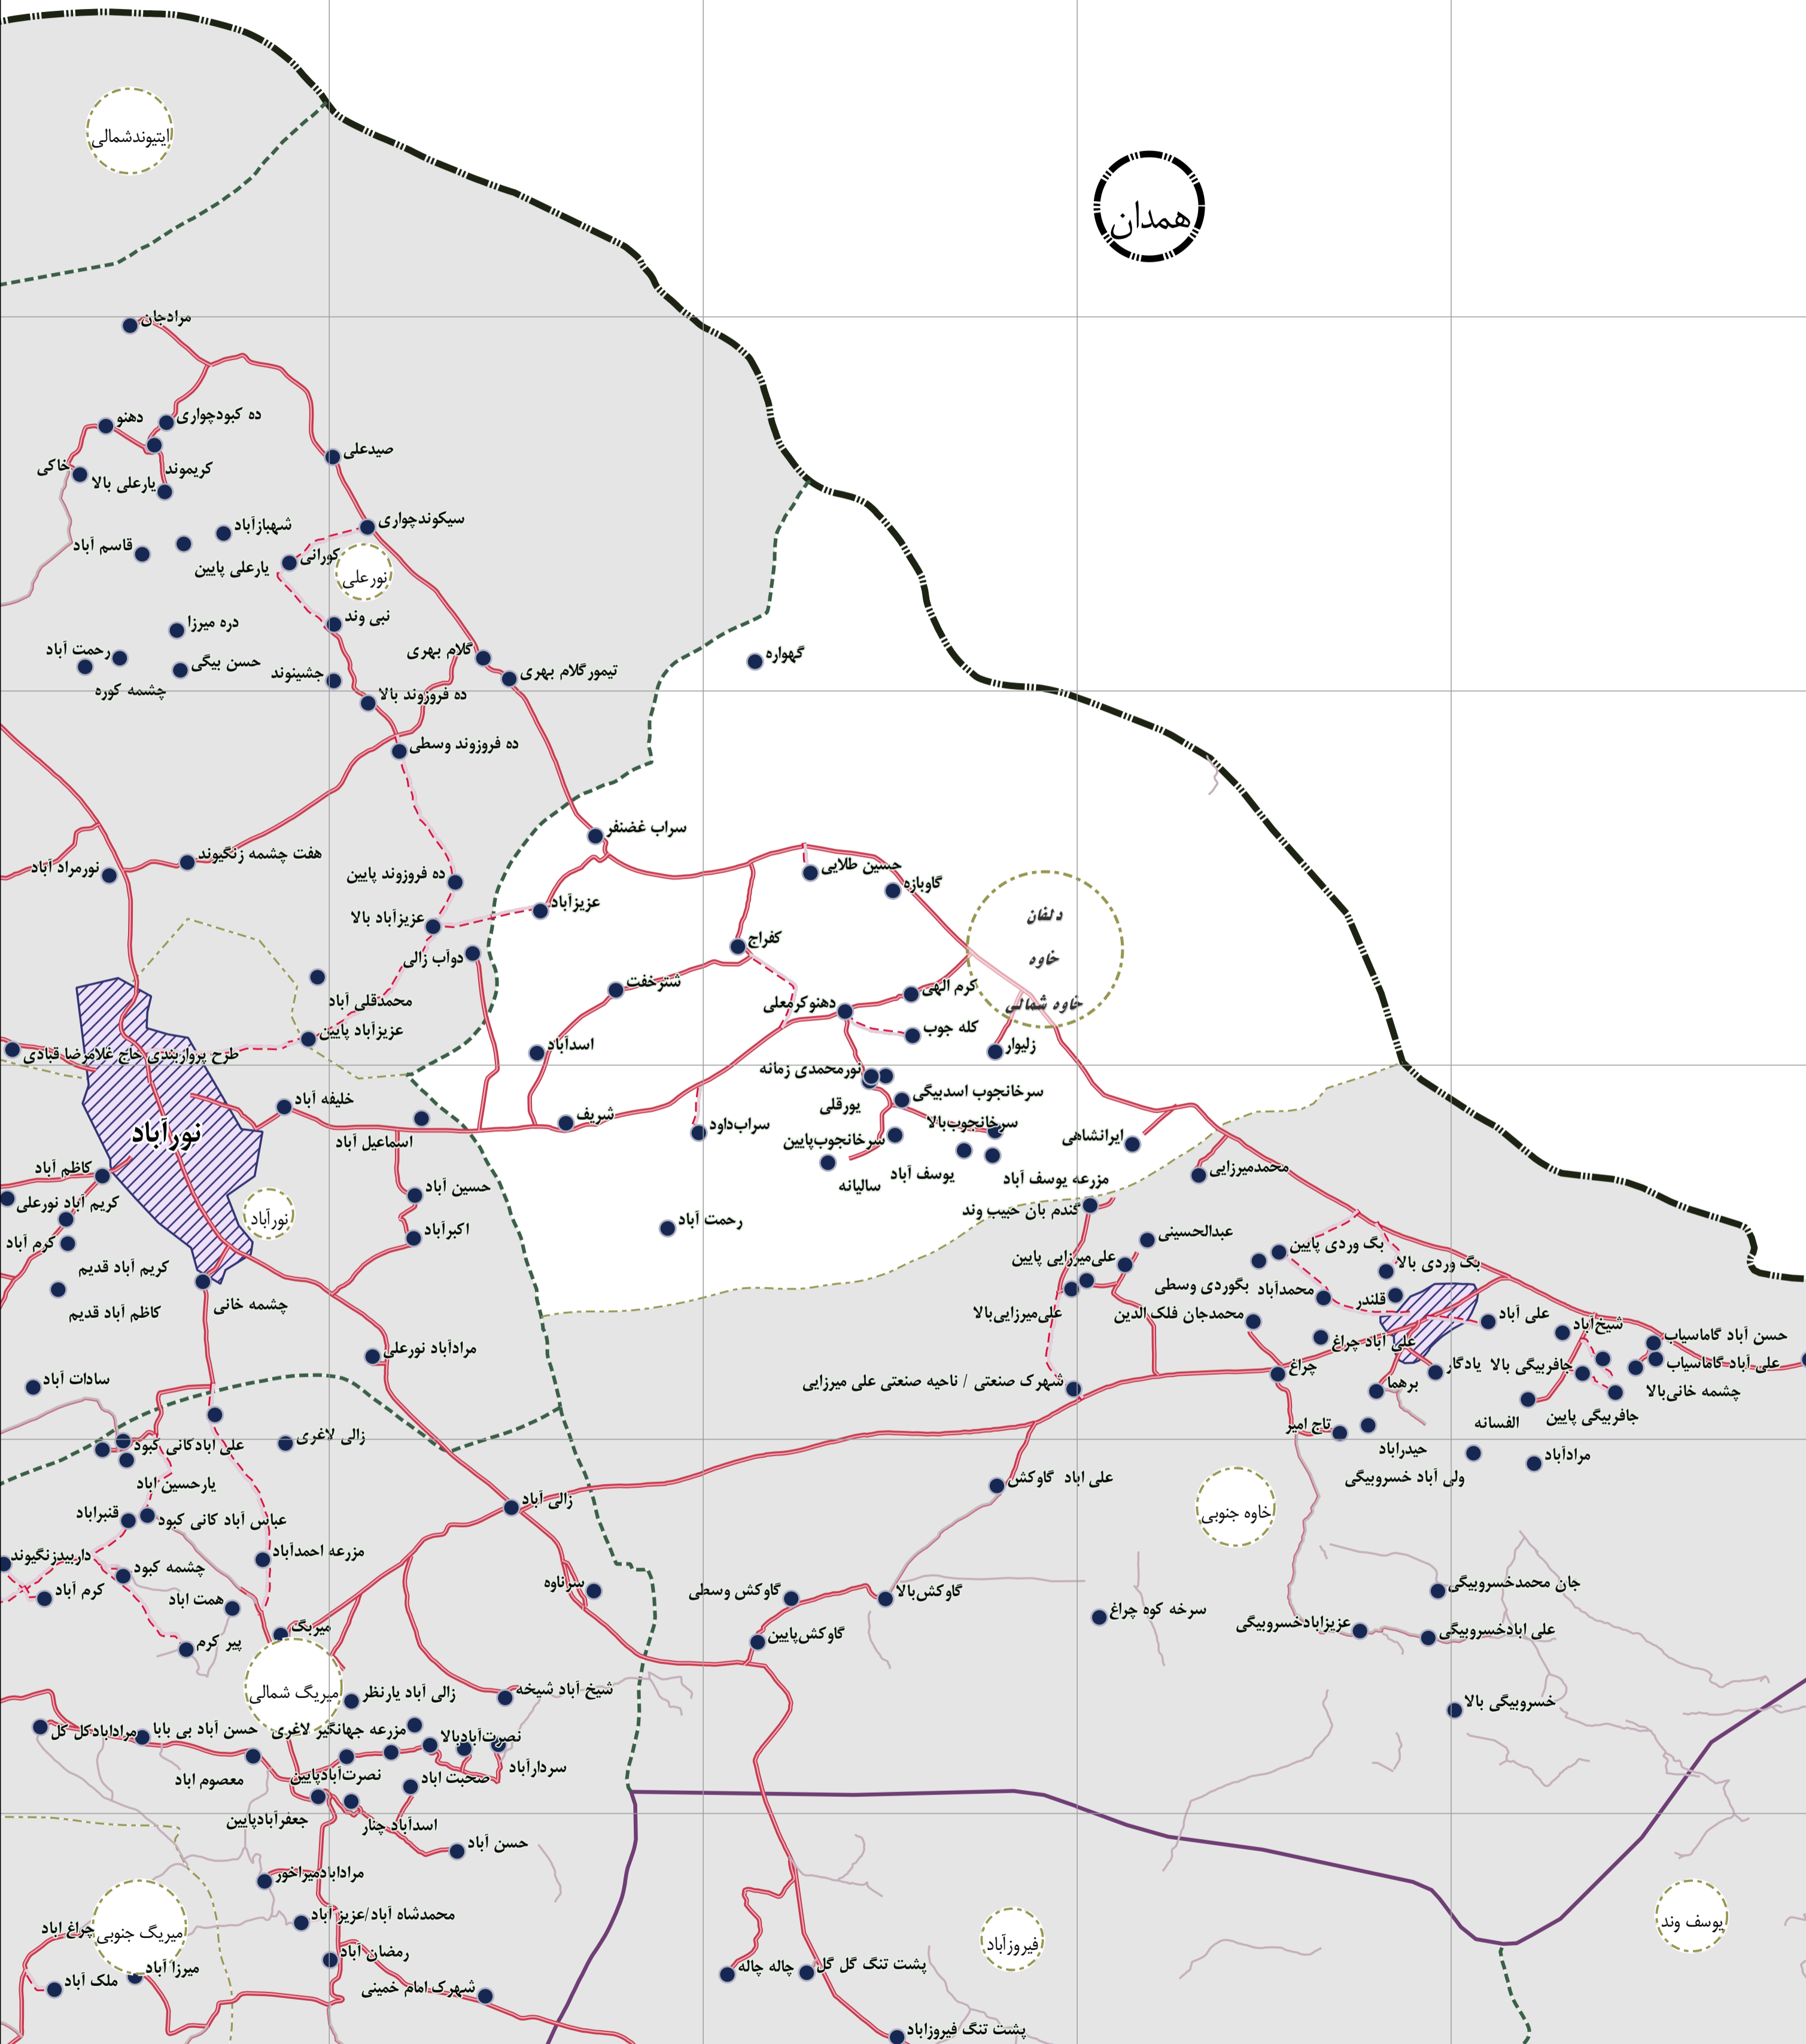 ایتیوندشمالی
همدان
مرادجان
ده کبودچواری
دهنو
صیدعلی
خاکی
کریموند
یارعلی بالا
سیکوندچواری
شهبازآباد
قاسم آباد
کورانی
یارعلی پایین
نورعلی
نبی وند
دره میرزا
رحمت آباد
حسن بیگی
چشمه کوره
جشینوند
گلام بهری
تیمورگلام بهری
گهواره
ده فروزوند بالا
ده فروزوند وسطی
سراب غضنفر
هفت چشمه زنگیوند
نورمراد آباد
ده فروزوند پایین
حسین طلایی
گاوبازه
عزیزآباد
عزیزآباد بالا
دلفان
خاوه
خاوه شمالی
کفراج
دوآب زالی
شترخفت
کرم الهی
محمدقلی آباد
دهنوکرمعلی
کله جوب
عزیزآباد پایین
زلیوار
اسدآباد
طرح پرواربندی حاج غلامرضا قبادی
نورمحمدی زمانه
سرخانجوب اسدبیگی
پورقلی
خلیفه آباد
شریف
سراب‌داود
سرخانجوب‌بالا
نورآباد
اسماعیل آباد
سرخانجوب‌پایین
ایرانشاهی
کاظم آباد
یوسف آباد
مزرعه یوسف آباد
محمدمیرزایی
سالیانه
حسین آباد
کریم آباد نورعلی
نورآباد
گندم بان حبیب وند
رحمت آباد
اکبرآباد
کرم آباد
عبدالحسینی
بگ وردی پایین
علی‌میرزایی پایین
بگ وردی بالا
کریم آباد قدیم
بگوردی وسطی
محمدآباد
قلندر
چشمه خانی
کاظم آباد قدیم
علی‌میرزایی‌بالا
محمدجان فلک الدین
علی آباد
شیخ‌آباد
حسن آباد گاماسیاب
علی آباد چراغ
مرادآباد نورعلی
چراغ
یادگار
جافربیگی بالا
علی آباد گاماسیاب
سادات آباد
شهرک صنعتی / ناحیه صنعتی علی میرزایی
برهما
چشمه خانی‌بالا
جافربیگی پایین
الفسانه
تاج امیر
زالی لاغری
علی ابادکانی کبود
حیدراباد
مرادآباد
ولی آباد خسروبیگی
علی اباد گاوکش
یارحسین اباد
زالی آباد
خاوه جنوبی
قنبراباد
عباس آباد کانی کبود
مزرعه احمدآباد
داربیدزنگیوند
چشمه کبود
کرم آباد
همت اباد
سرناوه
گاوکش وسطی
گاوکش‌بالا
جان محمدخسروبیگی
سرخه کوه چراغ
عزیزابادخسروبیگی
علی ابادخسروبیگی
میربگ
پیر کرم
گاوکش‌پایین
میربگ شمالی
زالی آباد یارنظر
شیخ آباد شیخه
خسروبیگی بالا
مرادابادکل کل
حسن آباد بی بابا
مزرعه جهانگیر لاغری
نصرت‌آبادبالا
سردارآباد
معصوم اباد
نصرت‌آبادپایین
صحبت اباد
جعفرآبادپایین
اسدآباد چنار
حسن آباد
مرادابادمیراخور
محمدشاه آباد/عزیز آباد
چراغ اباد
میربگ جنوبی
یوسف وند
فیروزآباد
رمضان آباد
میرزا آباد
ملک آباد
شهرک امام خمینی
چاله چاله
پشت تنگ گل گل
پشت تنگ فیروزاباد